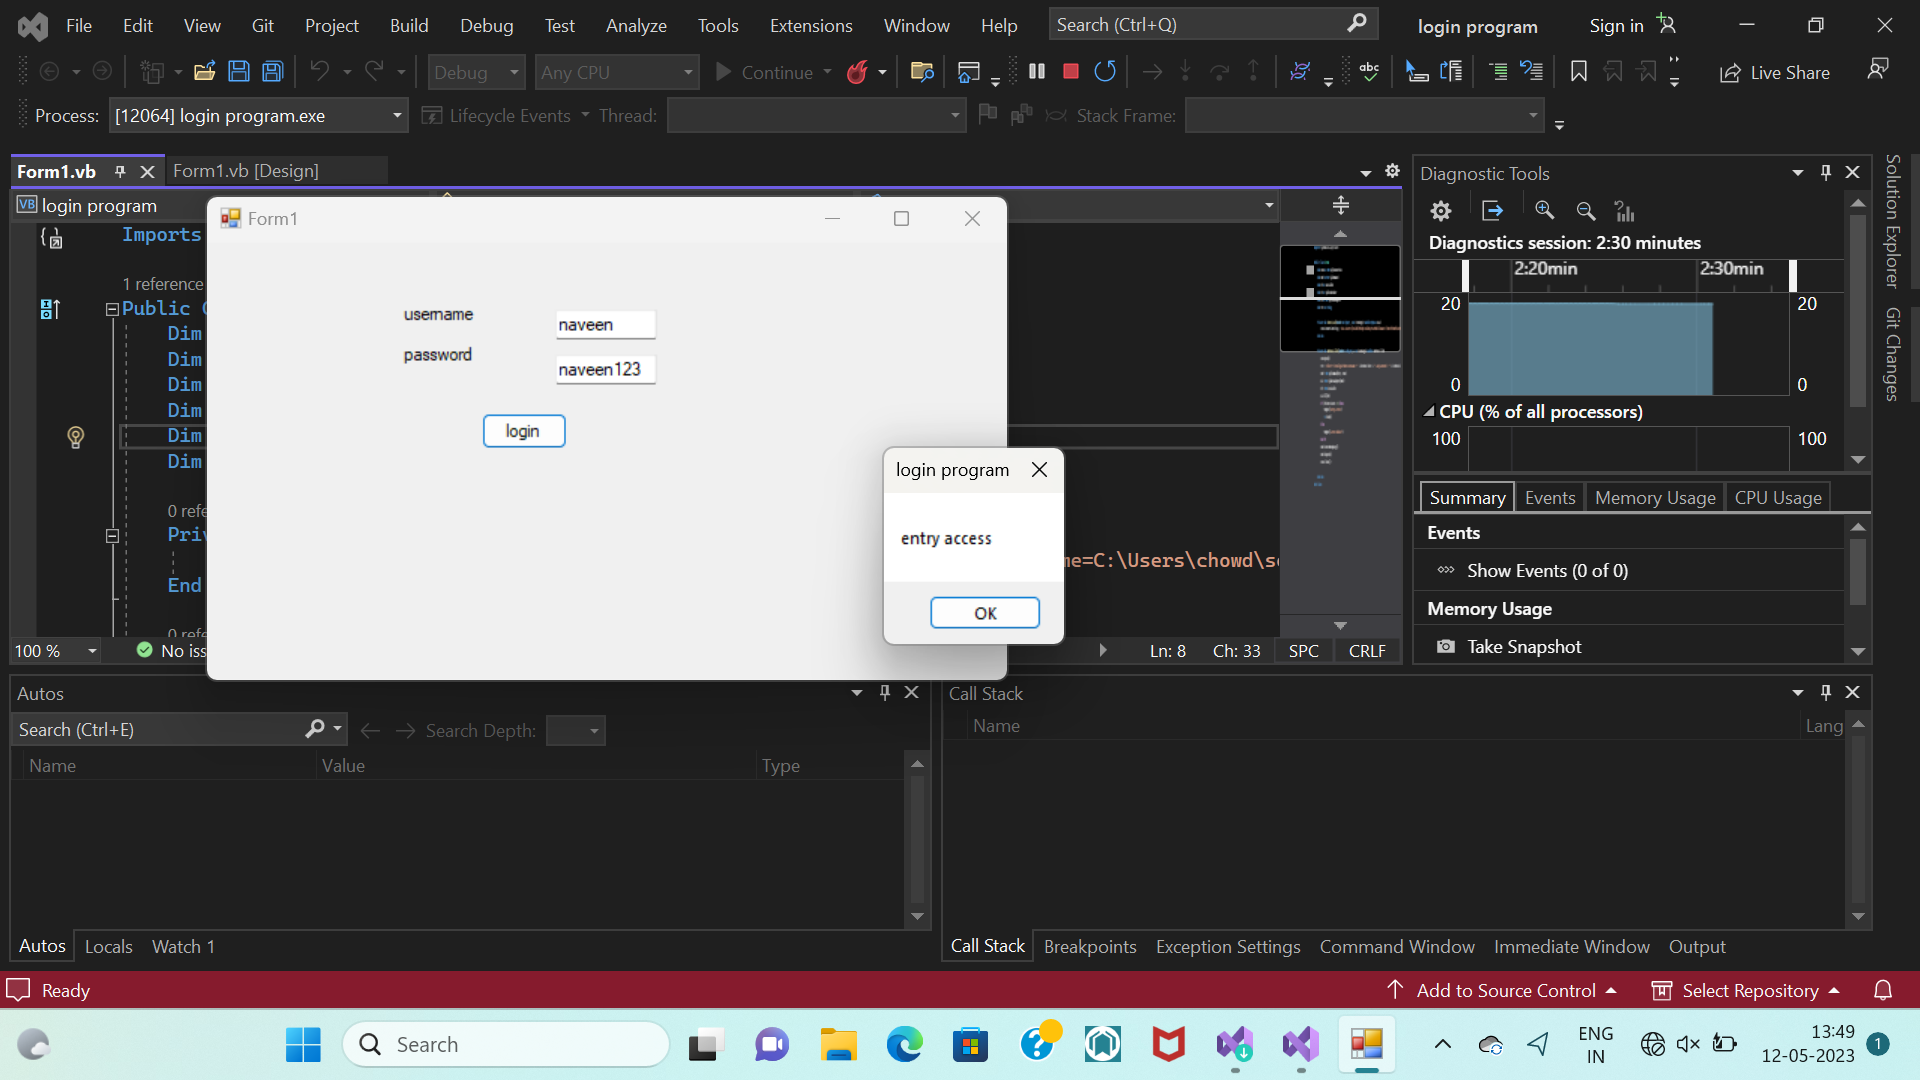 File Edit View Git Project Build Debug Test Analyze Tools Extensions Window Help Search (Ctrl+Q) login program Sign in
Debug Any CPU Continue Live Share
Process: [12064] login program.exe Lifecycle Events Thread: Stack Frame:
Form1.vb Form1.vb [Design]
VB login program
Imports
1 reference
Public
Dim
Dim
Dim
Dim
Dim
Dim
0 refe
Priv
End
0 refe
me=C:\Users\chowd\so
100 % No iss Ln: 8 Ch: 33 SPC CRLF
Form1
username naveen
password naveen123
login
login program
entry access
OK
Diagnostic Tools
Diagnostics session: 2:30 minutes
2:20min 2:30min
20 20
0 0
CPU (% of all processors)
100 100
Summary Events Memory Usage CPU Usage
Events
Show Events (0 of 0)
Memory Usage
Take Snapshot
Solution Explorer
Git Changes
Autos
Search (Ctrl+E) Search Depth:
Name Value Type
Autos Locals Watch 1
Call Stack
Name Lang
Call Stack Breakpoints Exception Settings Command Window Immediate Window Output
Ready Add to Source Control Select Repository
Search
ENG
IN
13:49
12-05-2023
1